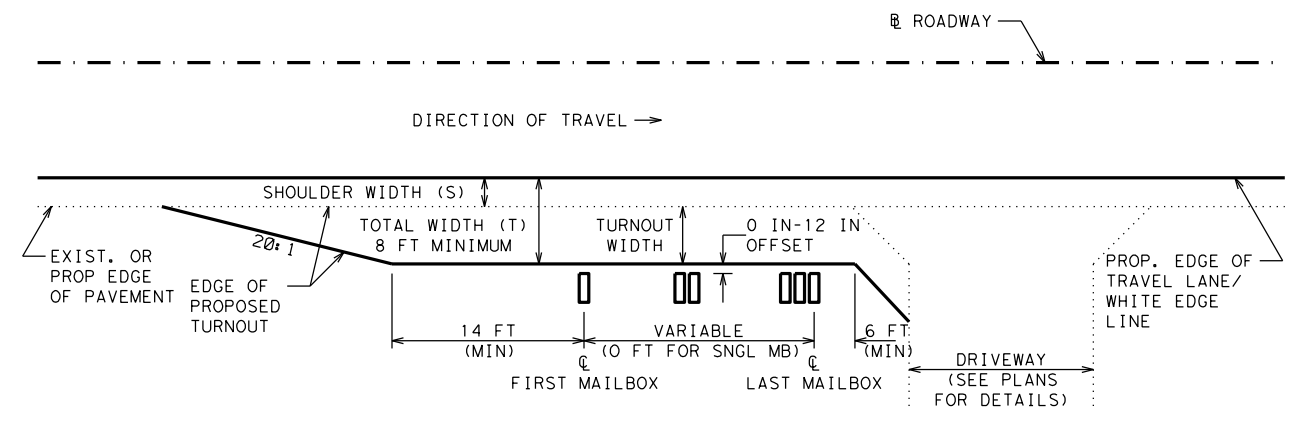 ℄ ROADWAY
DIRECTION OF TRAVEL
SHOULDER WIDTH (S)
TOTAL WIDTH (T)
8 FT MINIMUM
TURNOUT
WIDTH
0 IN-12 IN
OFFSET
20:1
EXIST. OR
PROP EDGE
OF PAVEMENT
EDGE OF
PROPOSED
TURNOUT
PROP. EDGE OF
TRAVEL LANE/
WHITE EDGE
LINE
14 FT
(MIN)
VARIABLE
(0 FT FOR SNGL MB)
6 FT
(MIN)
℄
FIRST MAILBOX
℄
LAST MAILBOX
DRIVEWAY
(SEE PLANS
FOR DETAILS)